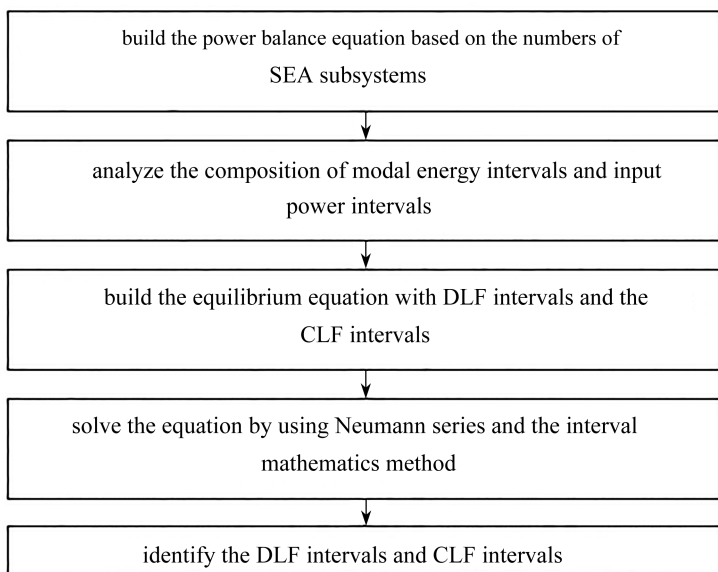 build the power balance equation based on the numbers of
SEA subsystems
analyze the composition of modal energy intervals and input
power intervals
build the equilibrium equation with DLF intervals and the
CLF intervals
solve the equation by using Neumann series and the interval
mathematics method
identify the DLF intervals and CLF intervals